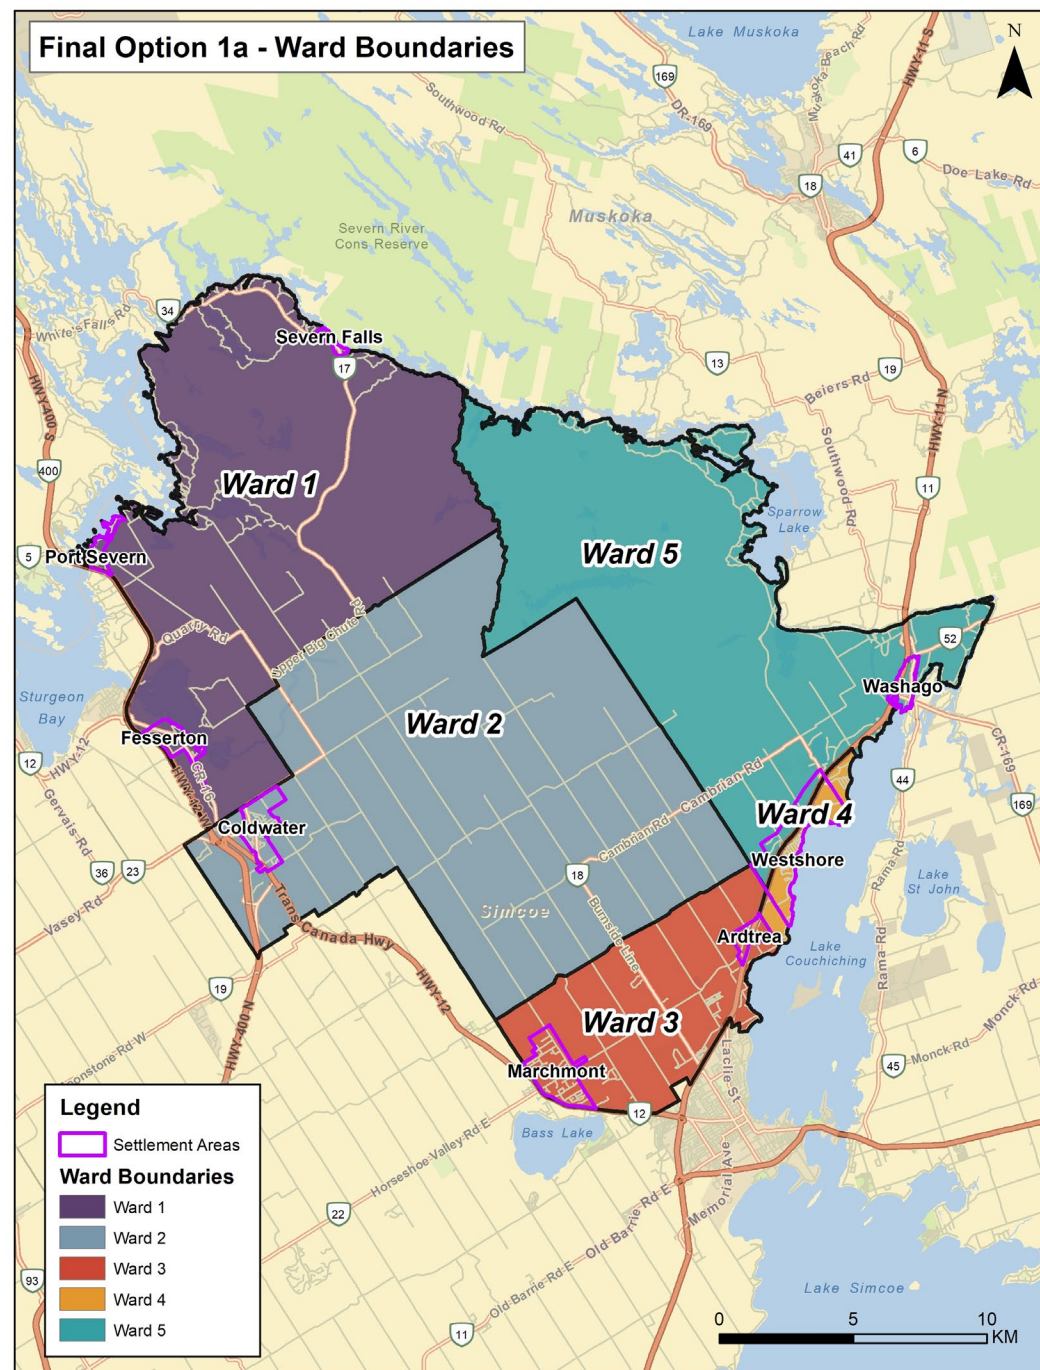 Final Option 1a - Ward Boundaries
N
Lake Muskoka
Muskoka Beach Rd
HWY-11 S
169
DR-169
Southwood Rd
41
6
Doe Lake Rd
18
Muskoka
Severn River
Cons Reserve
34
White's Falls Rd
Severn Falls
17
13
19
Beiers Rd
HWY-11 N
Southwood Rd
HWY-400 S
400
Ward 1
11
Sparrow
Lake
5
Port Severn
Ward 5
Quarry Rd
Upper Big Chute Rd
52
Washago
Sturgeon
Bay
Ward 2
Fesserton
12
HWY-12
CR-16
HWY-12 W
CR-169
44
169
Gervais Rd
Cambrian Rd
Cambrian Rd
Ward 4
Coldwater
Westshore
36
23
Vasey Rd
Rama Rd
Lake
St John
18
Simcoe
Burnside Line
Trans Canada Hwy
Ardtrea
Lake
Couchiching
Rama Rd
19
HWY-400 N
HWY-12
Ward 3
Monck Rd
Monck Rd
Moonstone Rd W
45
Marchmont
Laclie St
12
Bass Lake
Horseshoe Valley Rd E
Memorial Ave
Old Barrie Rd E
22
93
Old Barrie Rd E
11
Lake Simcoe
Legend
Settlement Areas
Ward Boundaries
Ward 1
Ward 2
Ward 3
Ward 4
Ward 5
0 5 10
KM